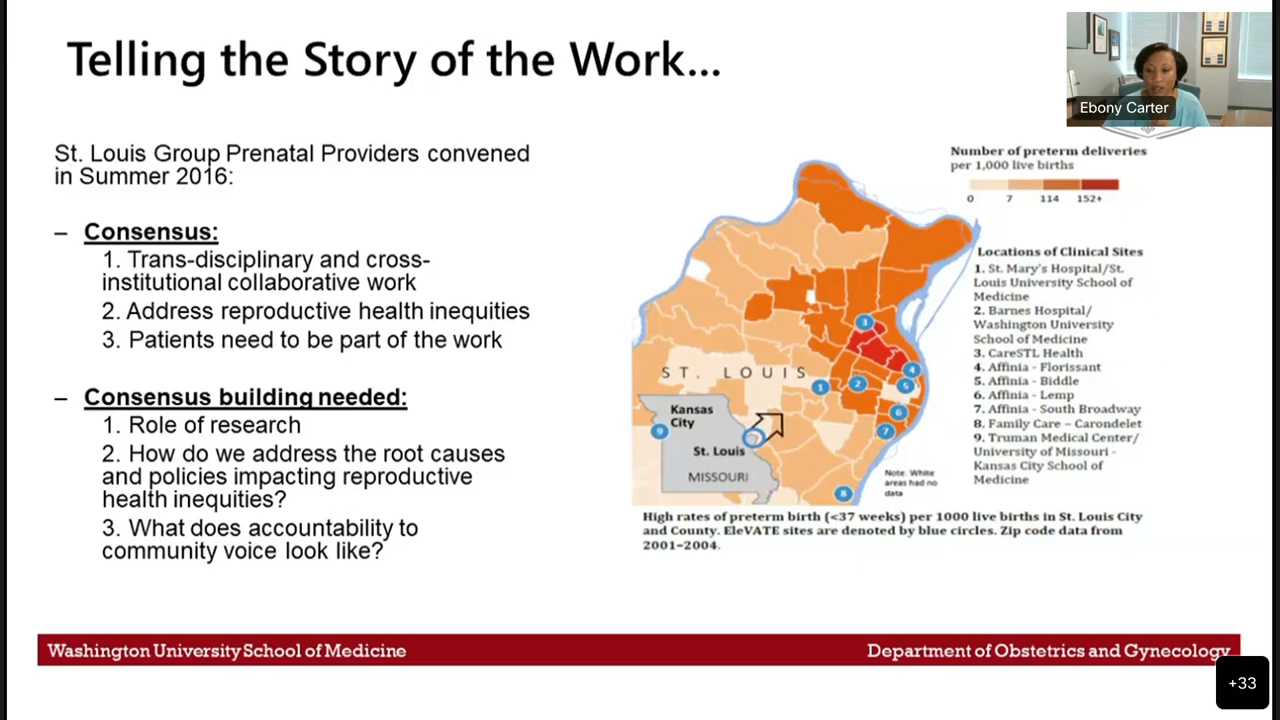 Telling the Story of the Work...
Ebony Carter
St. Louis Group Prenatal Providers convened
in Summer 2016:
– Consensus:
1. Trans-disciplinary and cross-
institutional collaborative work
2. Address reproductive health inequities
3. Patients need to be part of the work
– Consensus building needed:
1. Role of research
2. How do we address the root causes
and policies impacting reproductive
health inequities?
3. What does accountability to
community voice look like?
Number of preterm deliveries
per 1,000 live births
0 7 114 152+
Locations of Clinical Sites
1. St. Mary's Hospital/St.
Louis University School of
Medicine
2. Barnes Hospital/
Washington University
School of Medicine
3. CareSTL Health
4. Affinia - Florissant
5. Affinia - Biddle
6. Affinia - Lemp
7. Affinia - South Broadway
8. Family Care – Carondelet
9. Truman Medical Center/
University of Missouri -
Kansas City School of
Medicine
3
ST. LOUIS
4
1
2
5
Kansas
City
6
9
7
St. Louis
MISSOURI
8
Note: White
areas had no
data
High rates of preterm birth (<37 weeks) per 1000 live births in St. Louis City
and County. EleVATE sites are denoted by blue circles. Zip code data from
2001–2004.
Washington University School of Medicine
Department of Obstetrics and Gynecology
+33